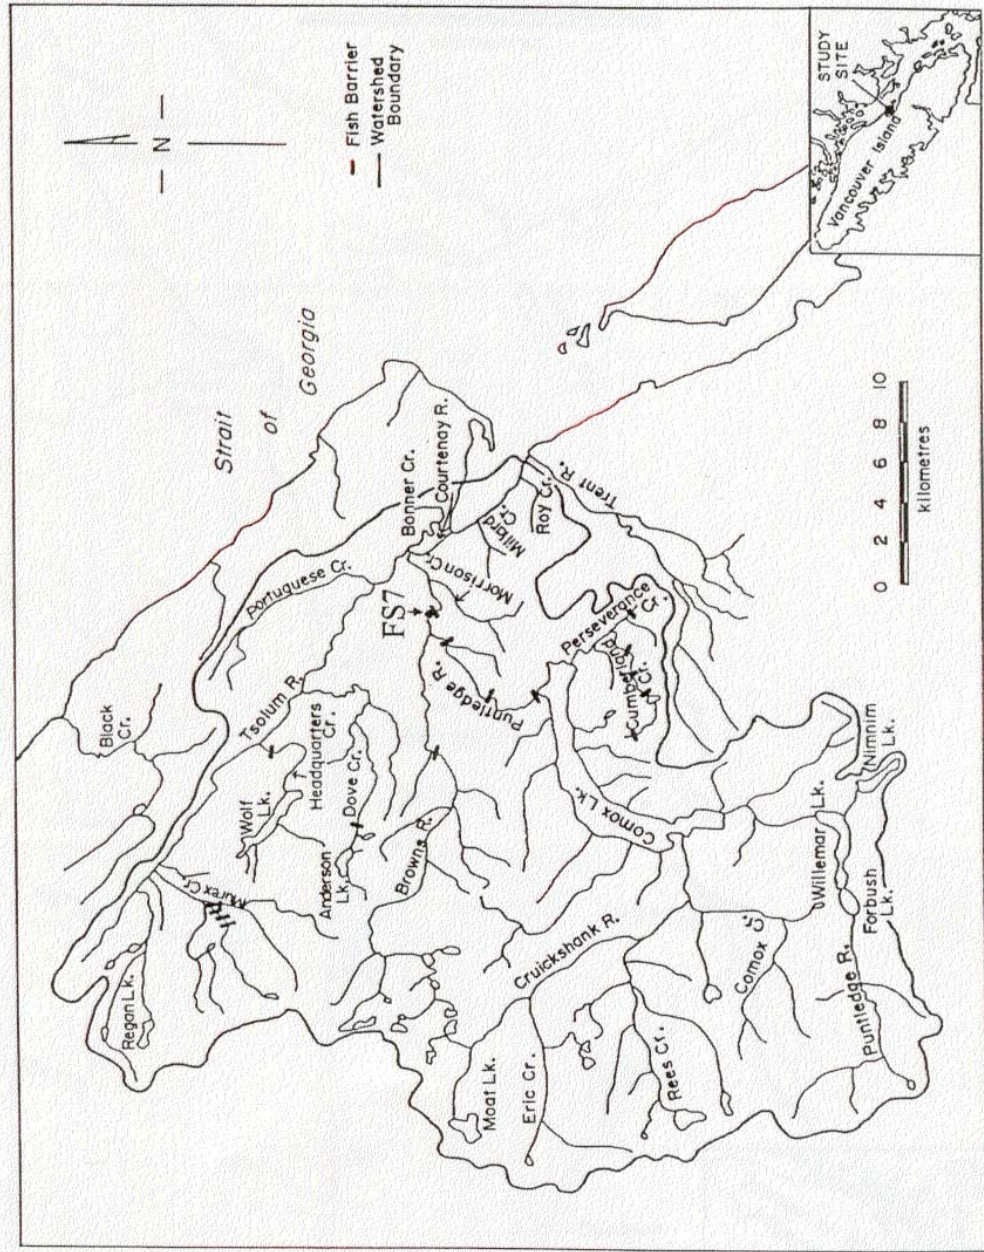 N
Fish Barrier
Watershed
Boundary
STUDY
SITE
Vancouver Island
Strait
of
Georgia
Black
Cr.
Portuguese Cr.
Bonner Cr.
Courtenay R.
Tsolum R.
FS7
Morrison Cr.
Millard
Cr.
Roy Cr.
Trent R.
Wolf
Lk.
Headquarters
Cr.
Dove Cr.
Puntledge R.
Perseverance
Cr.
Cumberland
Cr.
Murex Cr.
Anderson
Lk.
Browns R.
Comox Lk.
Regan Lk.
Cruickshank R.
Comox
Cr.
Willemar Lk.
Nimnim
Lk.
Forbush
Lk.
Puntledge R.
Moat Lk.
Eric Cr.
Rees Cr.
0 2 4 6 8 10
kilometres